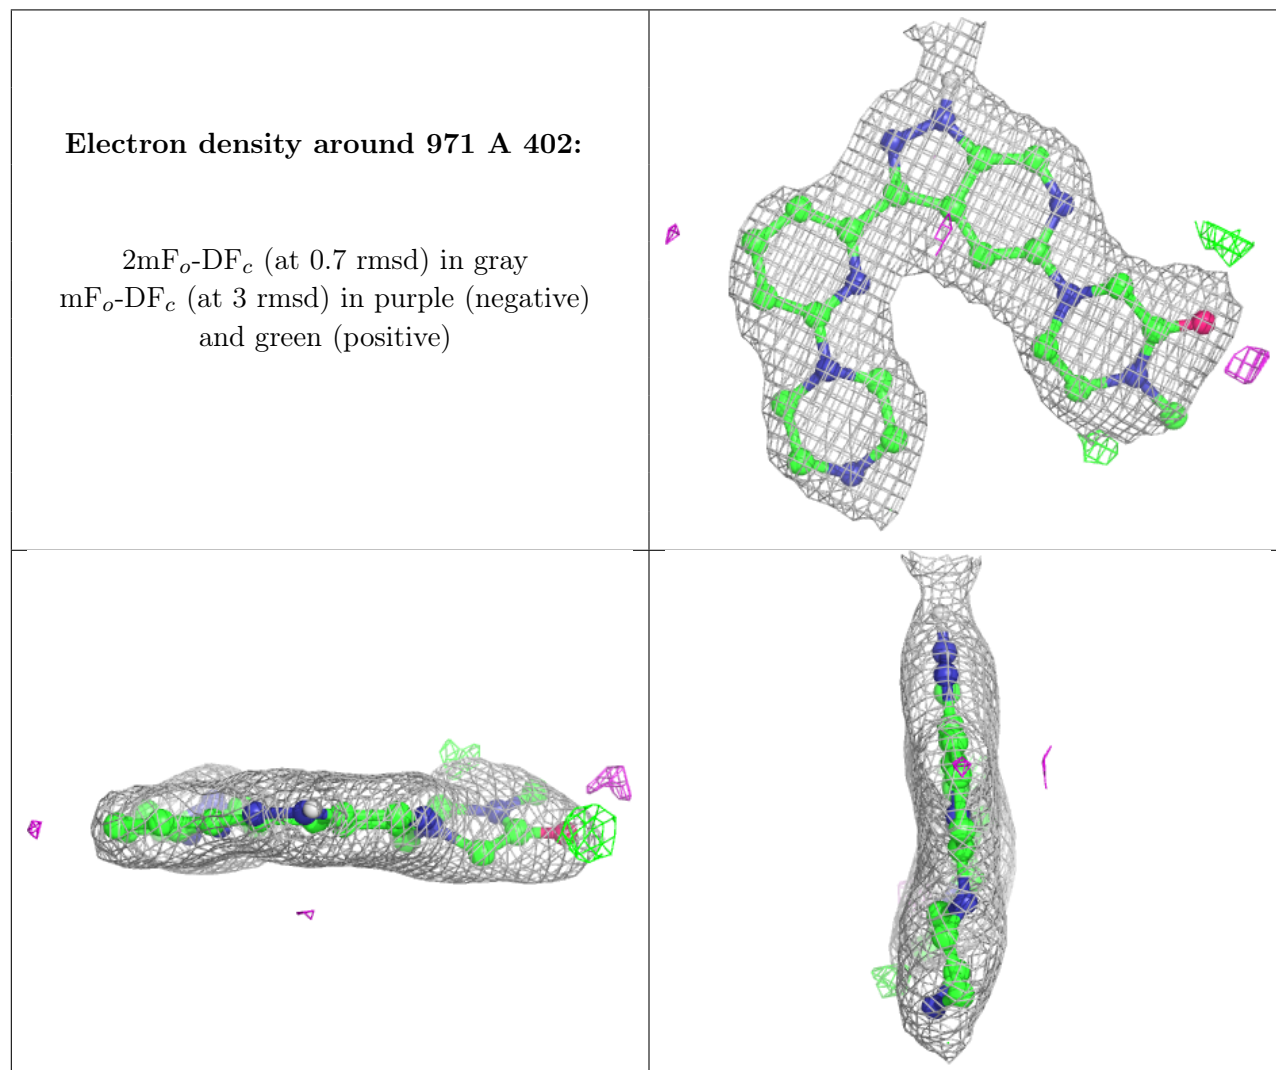 Electron density around 971 A 402:
2mFₒ-DF𝒸 (at 0.7 rmsd) in gray
mFₒ-DF𝒸 (at 3 rmsd) in purple (negative)
and green (positive)